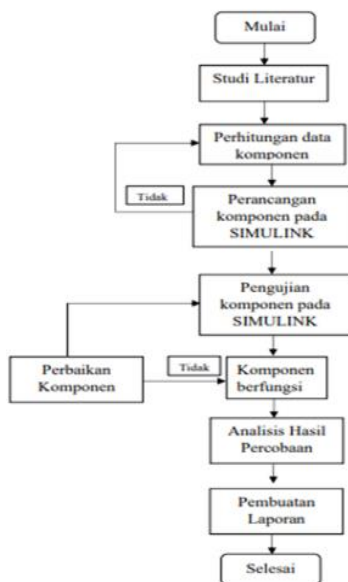 Mulai
Studi Literatur
Perhitungan data
komponen
Tidak
Perancangan
komponen pada
SIMULINK
Pengujian
komponen pada
SIMULINK
Perbaikan
Komponen
Tidak
Komponen
berfungsi
Analisis Hasil
Percobaan
Pembuatan
Laporan
Selesai